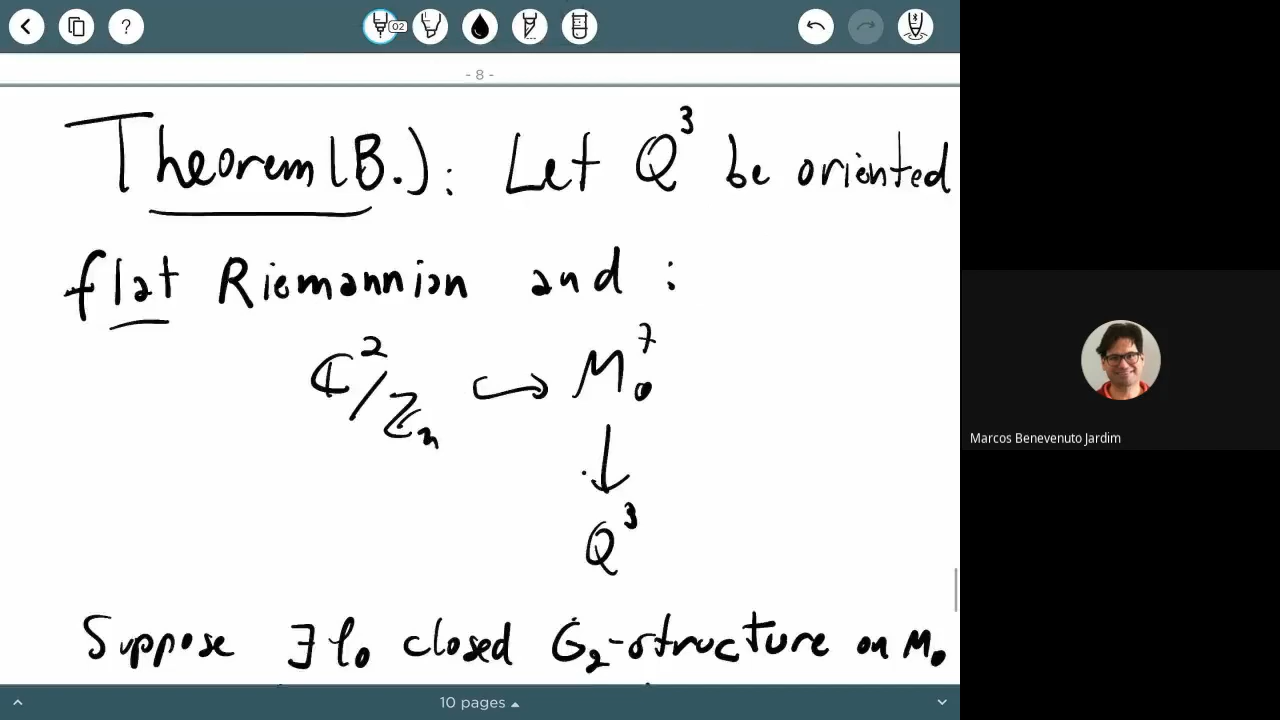 02
- 8 -
Theorem (B.): Let Q³ be oriented
flat Riemannian and :
ℂ²/ℤₙ ↪ M₀⁷
↓
Q³
Suppose ∃ φ₀ closed G₂-structure on M₀
10 pages
Marcos Benevenuto Jardim